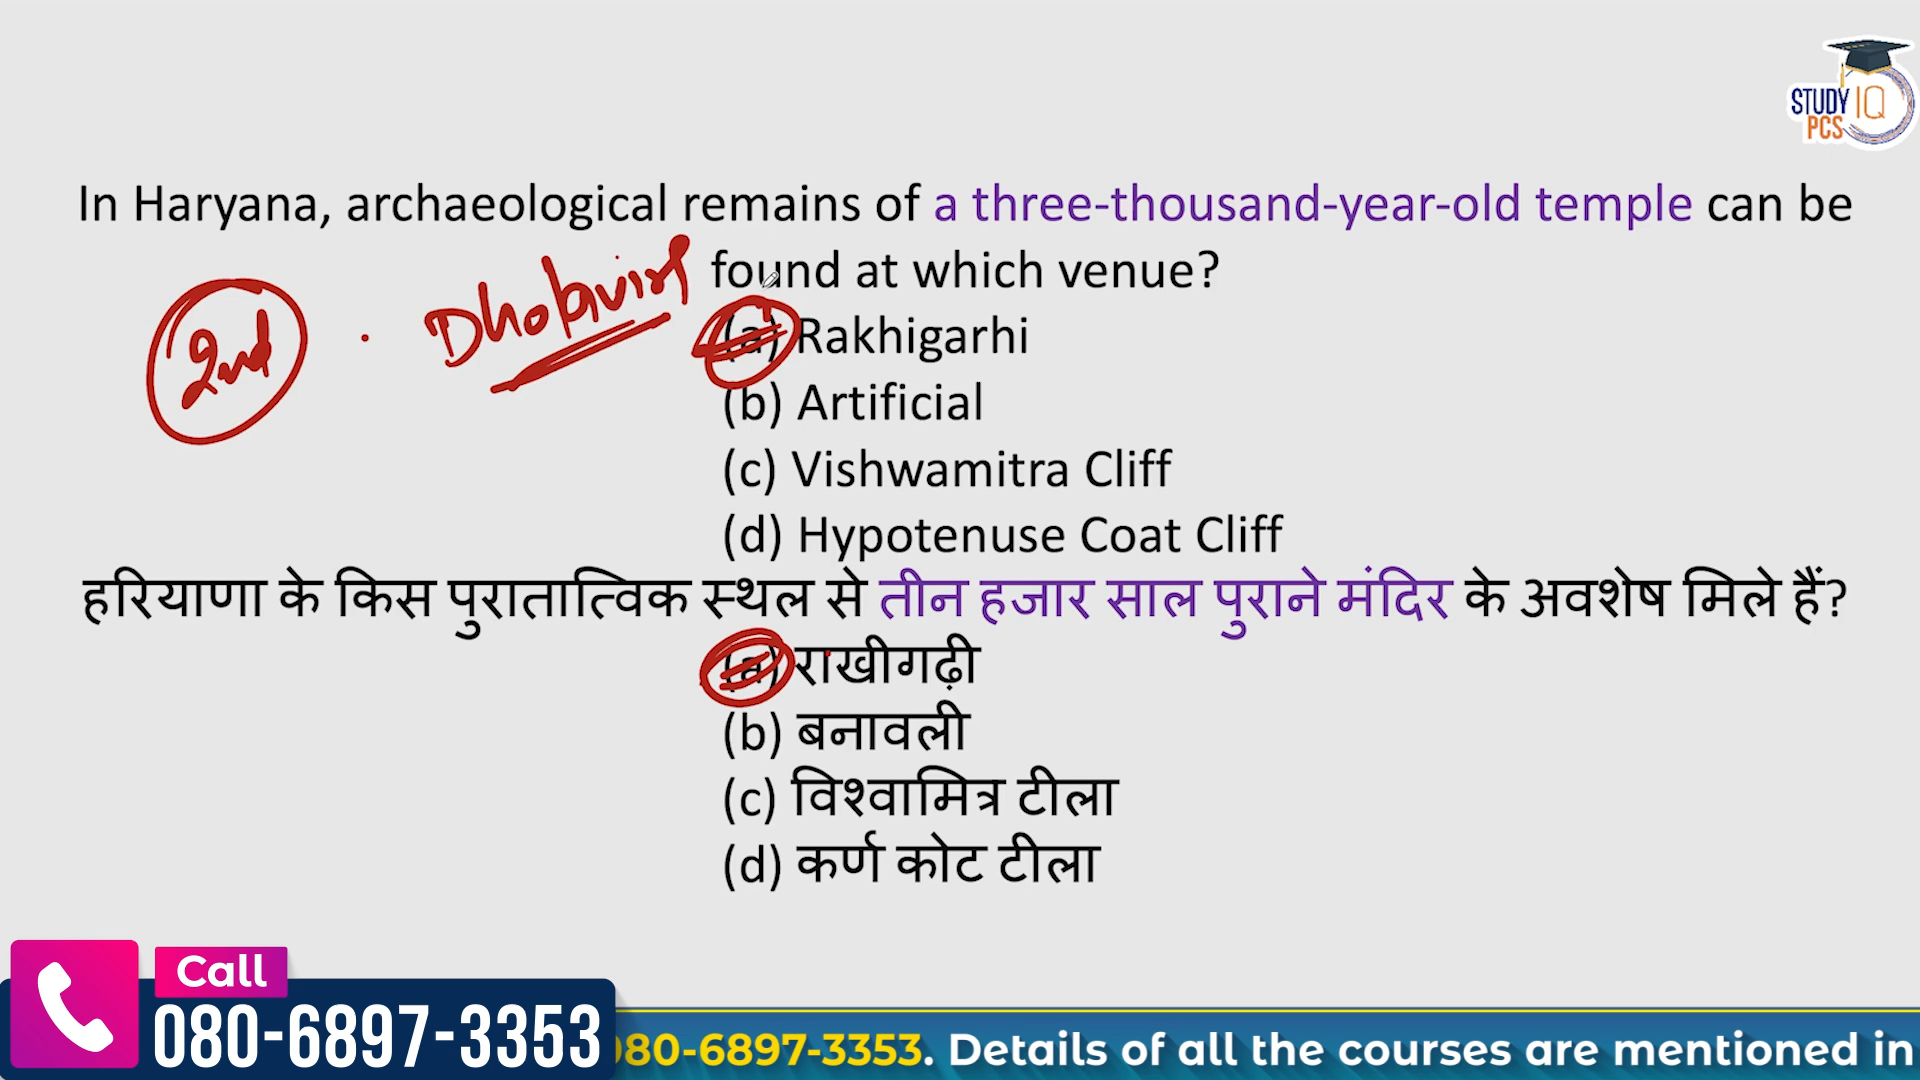 STUDY IQ
PCS
In Haryana, archaeological remains of a three-thousand-year-old temple can be
found at which venue?
2nd
(a) Rakhigarhi
(b) Artificial
(c) Vishwamitra Cliff
(d) Hypotenuse Coat Cliff
हरियाणा के किस पुरातात्विक स्थल से तीन हजार साल पुराने मंदिर के अवशेष मिले हैं?
(a) राखीगढ़ी
(b) बनावली
(c) विश्वामित्र टीला
(d) कर्ण कोट टीला
Call
080-6897-3353
080-6897-3353. Details of all the courses are mentioned in